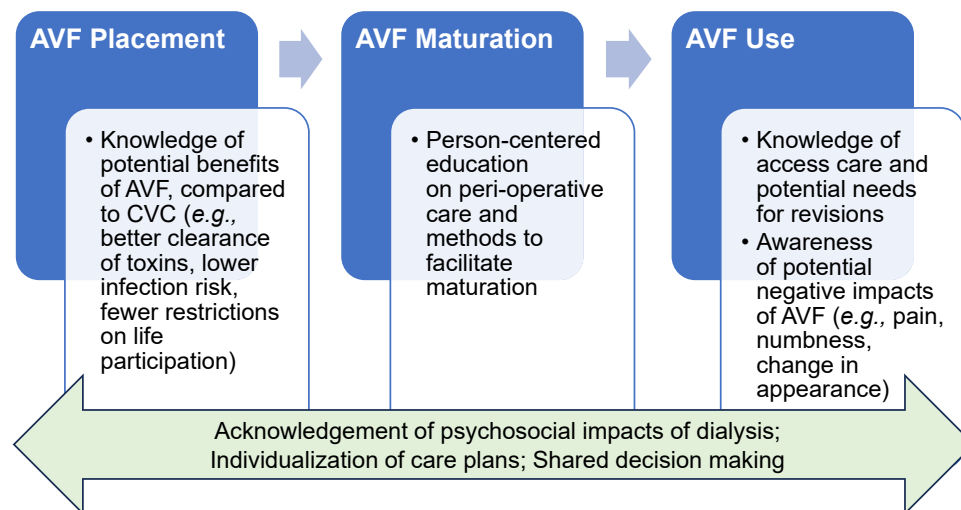 AVF Placement
• Knowledge of
potential benefits
of AVF, compared
to CVC (e.g.,
better clearance
of toxins, lower
infection risk,
fewer restrictions
on life
participation)
AVF Maturation
• Person-centered
education
on peri-operative
care and
methods to
facilitate
maturation
AVF Use
• Knowledge of
access care and
potential needs
for revisions
• Awareness
of potential
negative impacts
of AVF (e.g., pain,
numbness,
change in
appearance)
Acknowledgement of psychosocial impacts of dialysis;
Individualization of care plans; Shared decision making